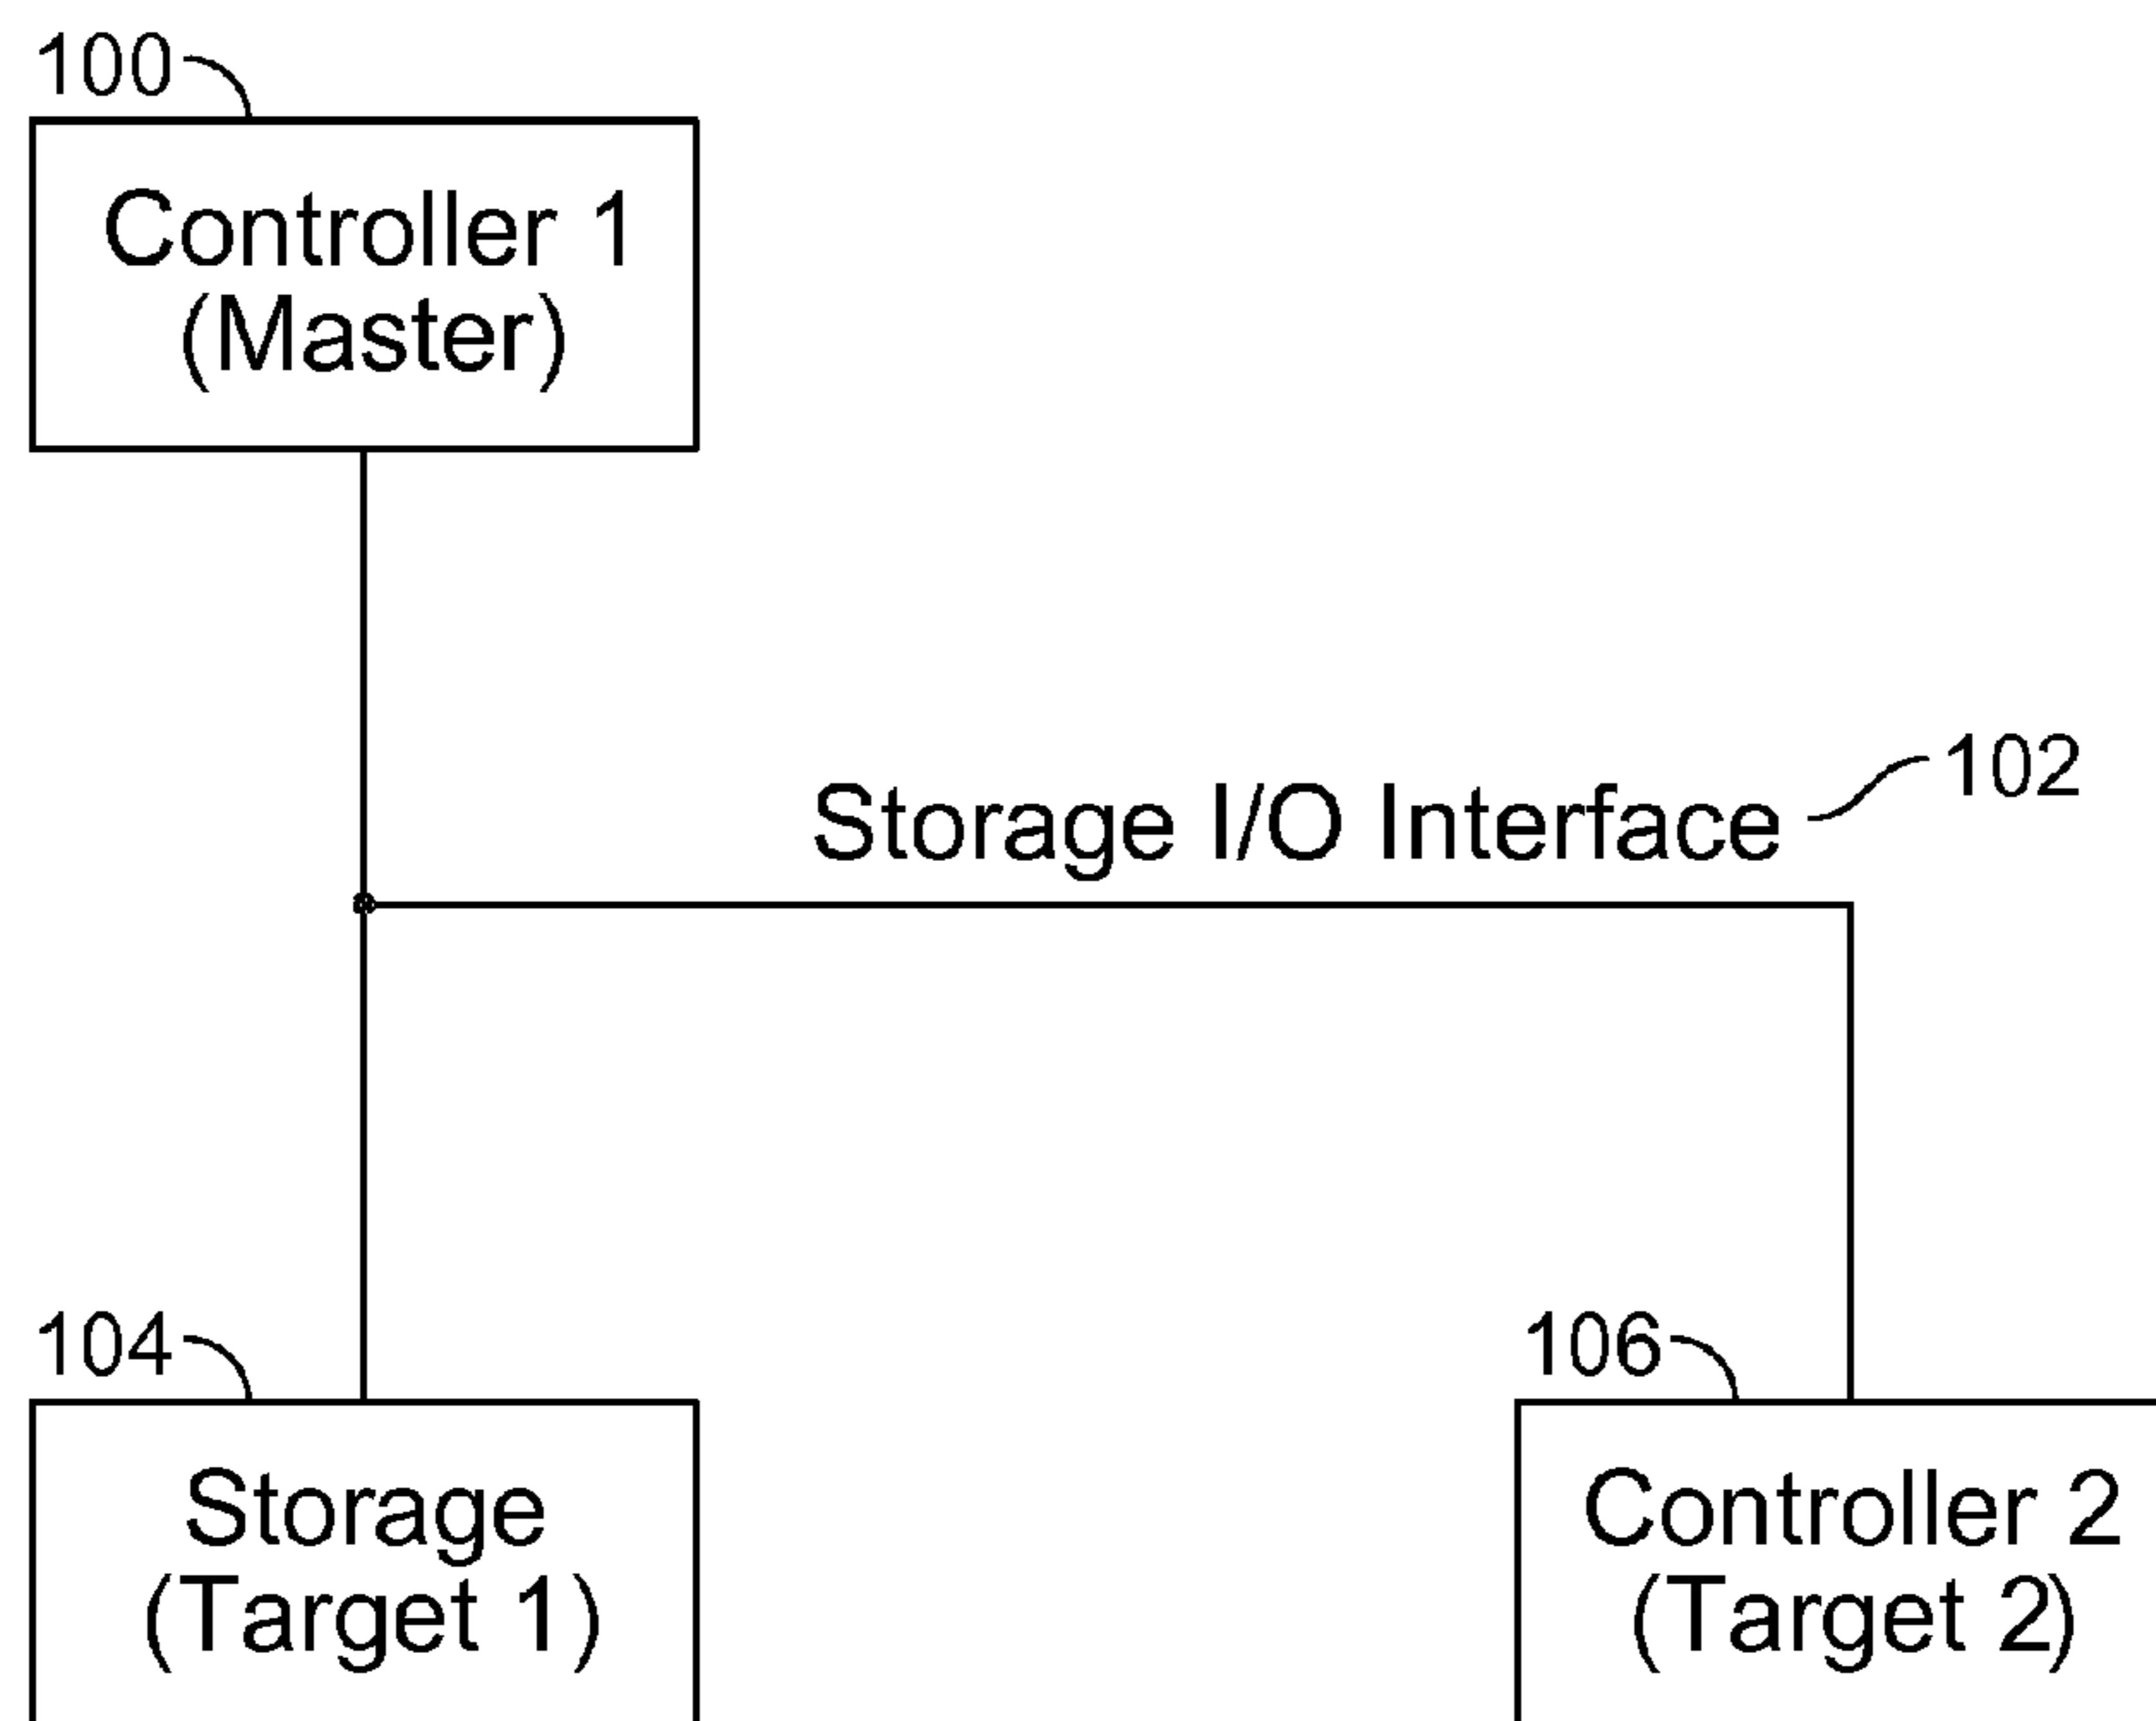 100
Controller 1
(Master)
102
Storage I/O Interface
104
106
Storage
(Target 1)
Controller 2
(Target 2)